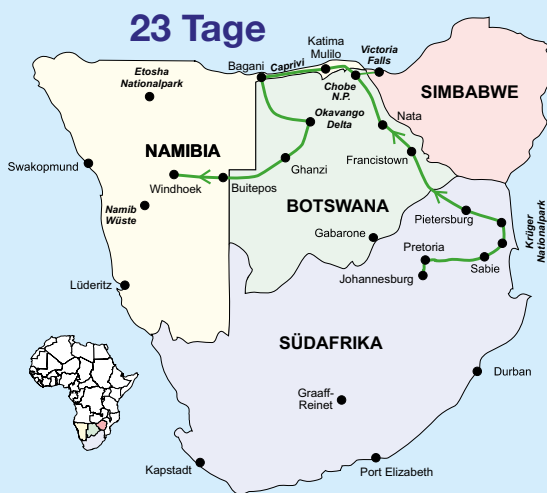 23 Tage
Katima
Mulilo
Victoria
Falls
Bagani
Caprivi
Etosha
Nationalpark
Chobe
N.P.
SIMBABWE
Okavango
Delta
Nata
NAMIBIA
Francistown
Swakopmund
Ghanzi
Windhoek
Buitepos
BOTSWANA
Namib
Wüste
Pietersburg
Krüger
Nationalpark
Gabarone
Pretoria
Sabie
Johannesburg
Lüderitz
SÜDAFRIKA
Durban
Graaff-
Reinet
Kapstadt
Port Elizabeth